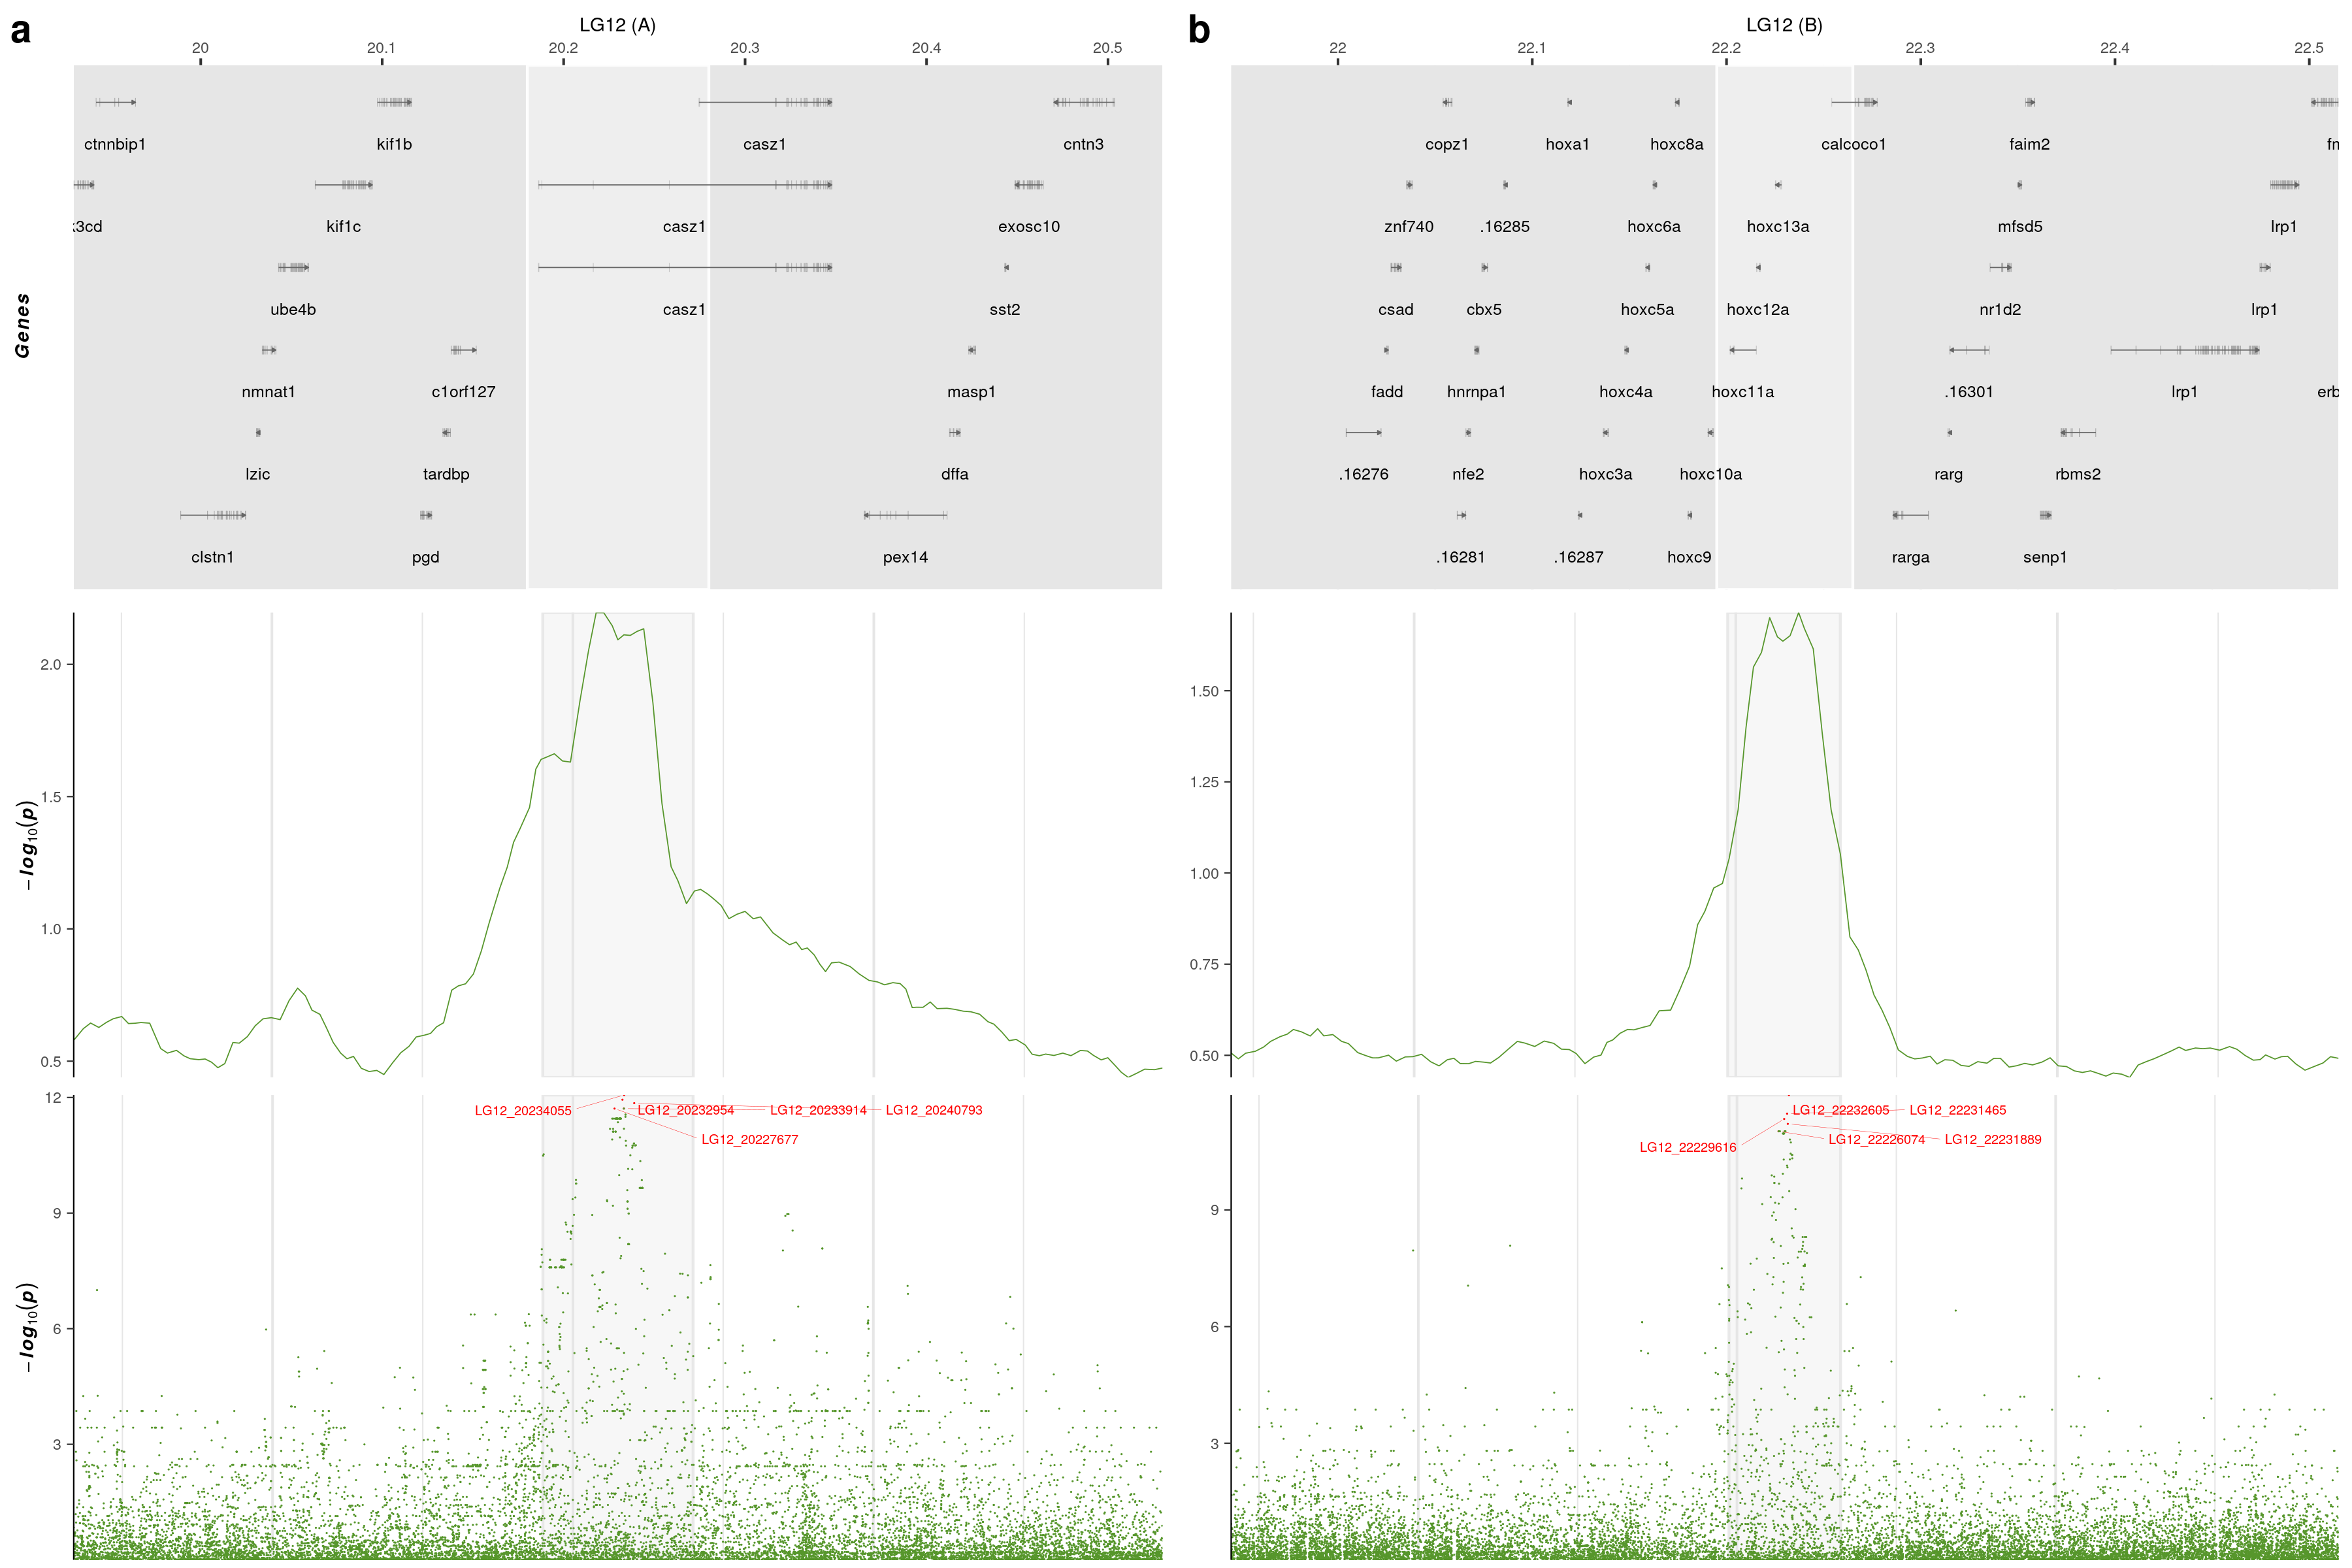 a
LG12 (A)
20 20.1 20.2 20.3 20.4 20.5
Genes
ctnnbip1 kif1b casz1 cntn3
k3cd kif1c casz1 exosc10
ube4b casz1 sst2
nmnat1 c1orf127 masp1
lzic tardbp dffa
clstn1 pgd pex14
−log10(p)
2.0
1.5
1.0
0.5
−log10(p)
12
9
6
3
LG12_20234055 LG12_20232954 LG12_20233914 LG12_20240793
LG12_20227677
b
LG12 (B)
22 22.1 22.2 22.3 22.4 22.5
copz1 hoxa1 hoxc8a calcoco1 faim2 fn
znf740 .16285 hoxc6a hoxc13a mfsd5 lrp1
csad cbx5 hoxc5a hoxc12a nr1d2 lrp1
fadd hnrnpa1 hoxc4a hoxc11a .16301 lrp1 erb
.16276 nfe2 hoxc3a hoxc10a rarg rbms2
.16281 .16287 hoxc9 rarga senp1
1.50
1.25
1.00
0.75
0.50
9
6
3
LG12_22232605 LG12_22231465
LG12_22229616 LG12_22226074 LG12_22231889